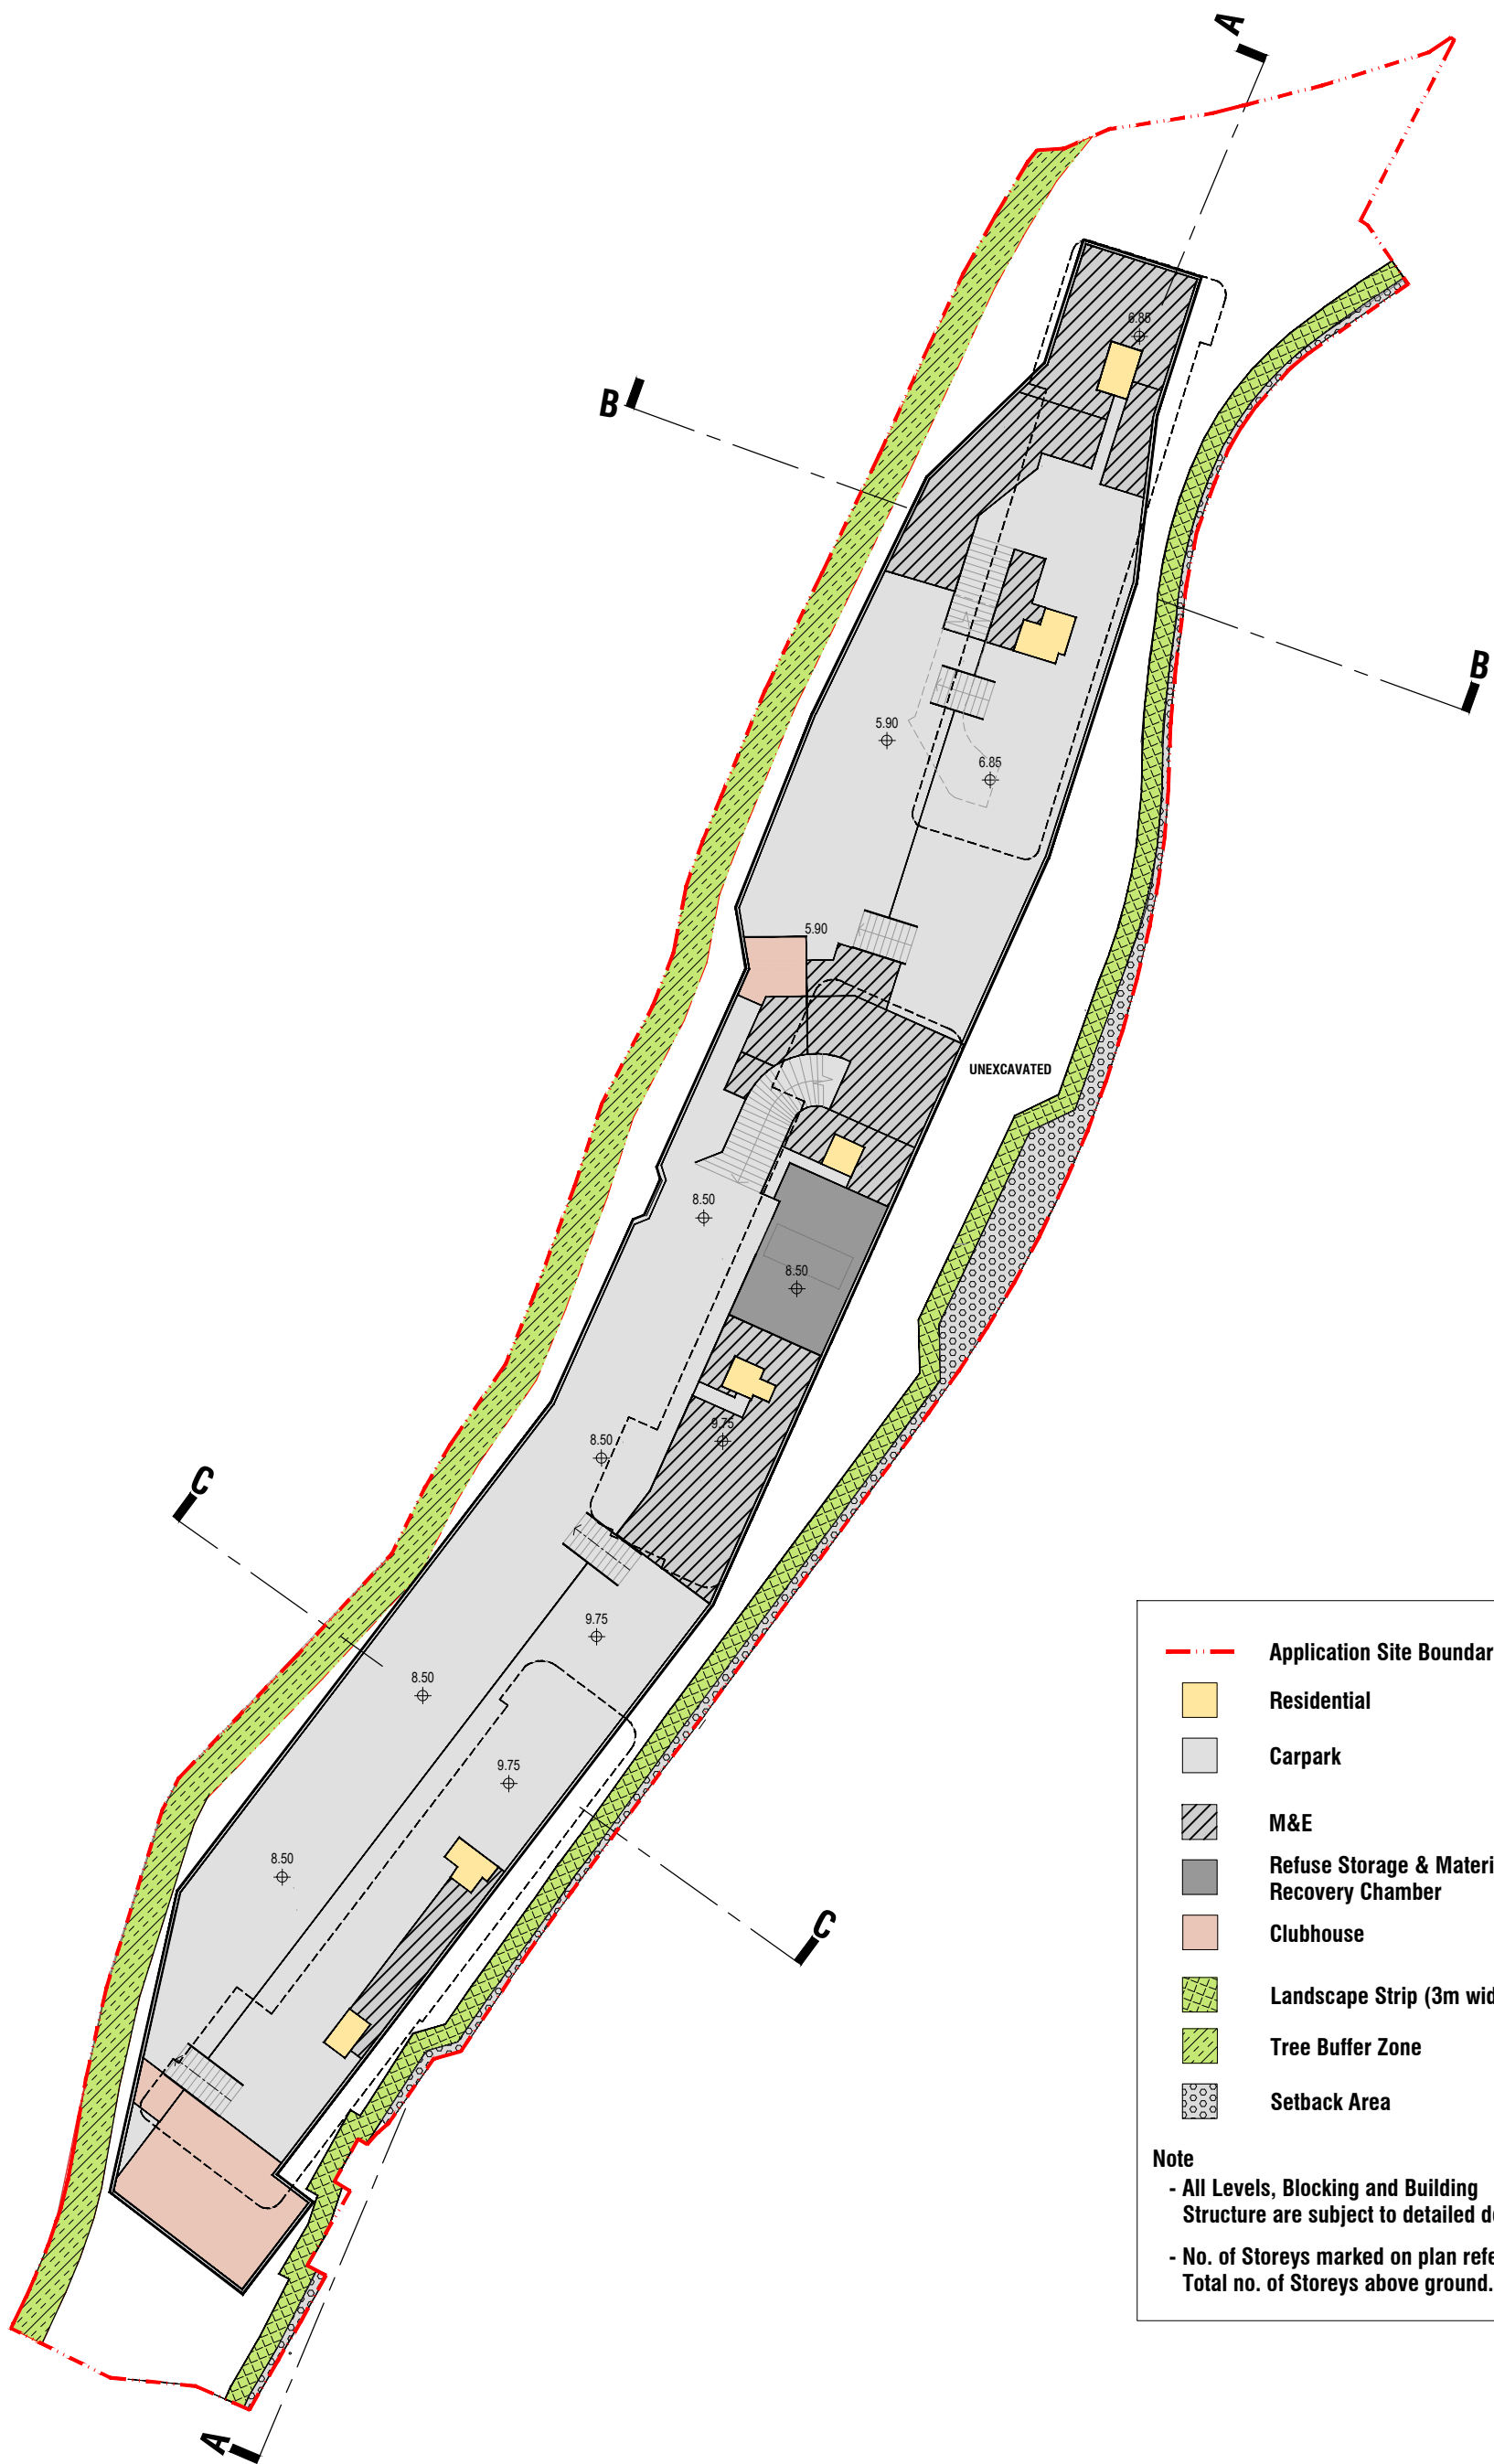 A
6.85
B
B
5.90
6.85
5.90
UNEXCAVATED
8.50
8.50
9.75
8.50
C
9.75
8.50
9.75
8.50
C
A
Application Site Boundar
Residential
Carpark
M&E
Refuse Storage & Materi
Recovery Chamber
Clubhouse
Landscape Strip (3m wid
Tree Buffer Zone
Setback Area
Note
- All Levels, Blocking and Building
Structure are subject to detailed d
- No. of Storeys marked on plan refe
Total no. of Storeys above ground.